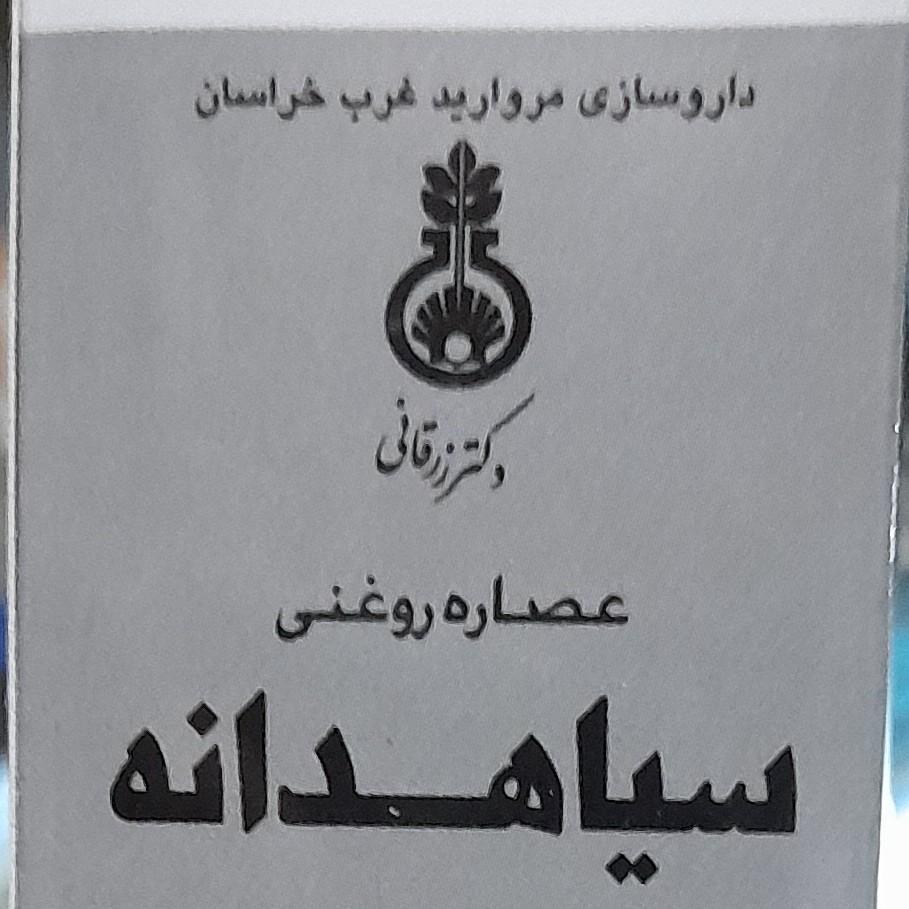 داروسازی مروارید غرب خراسان
دکتر زرقانی
عصاره روغنی
سیاهدانه